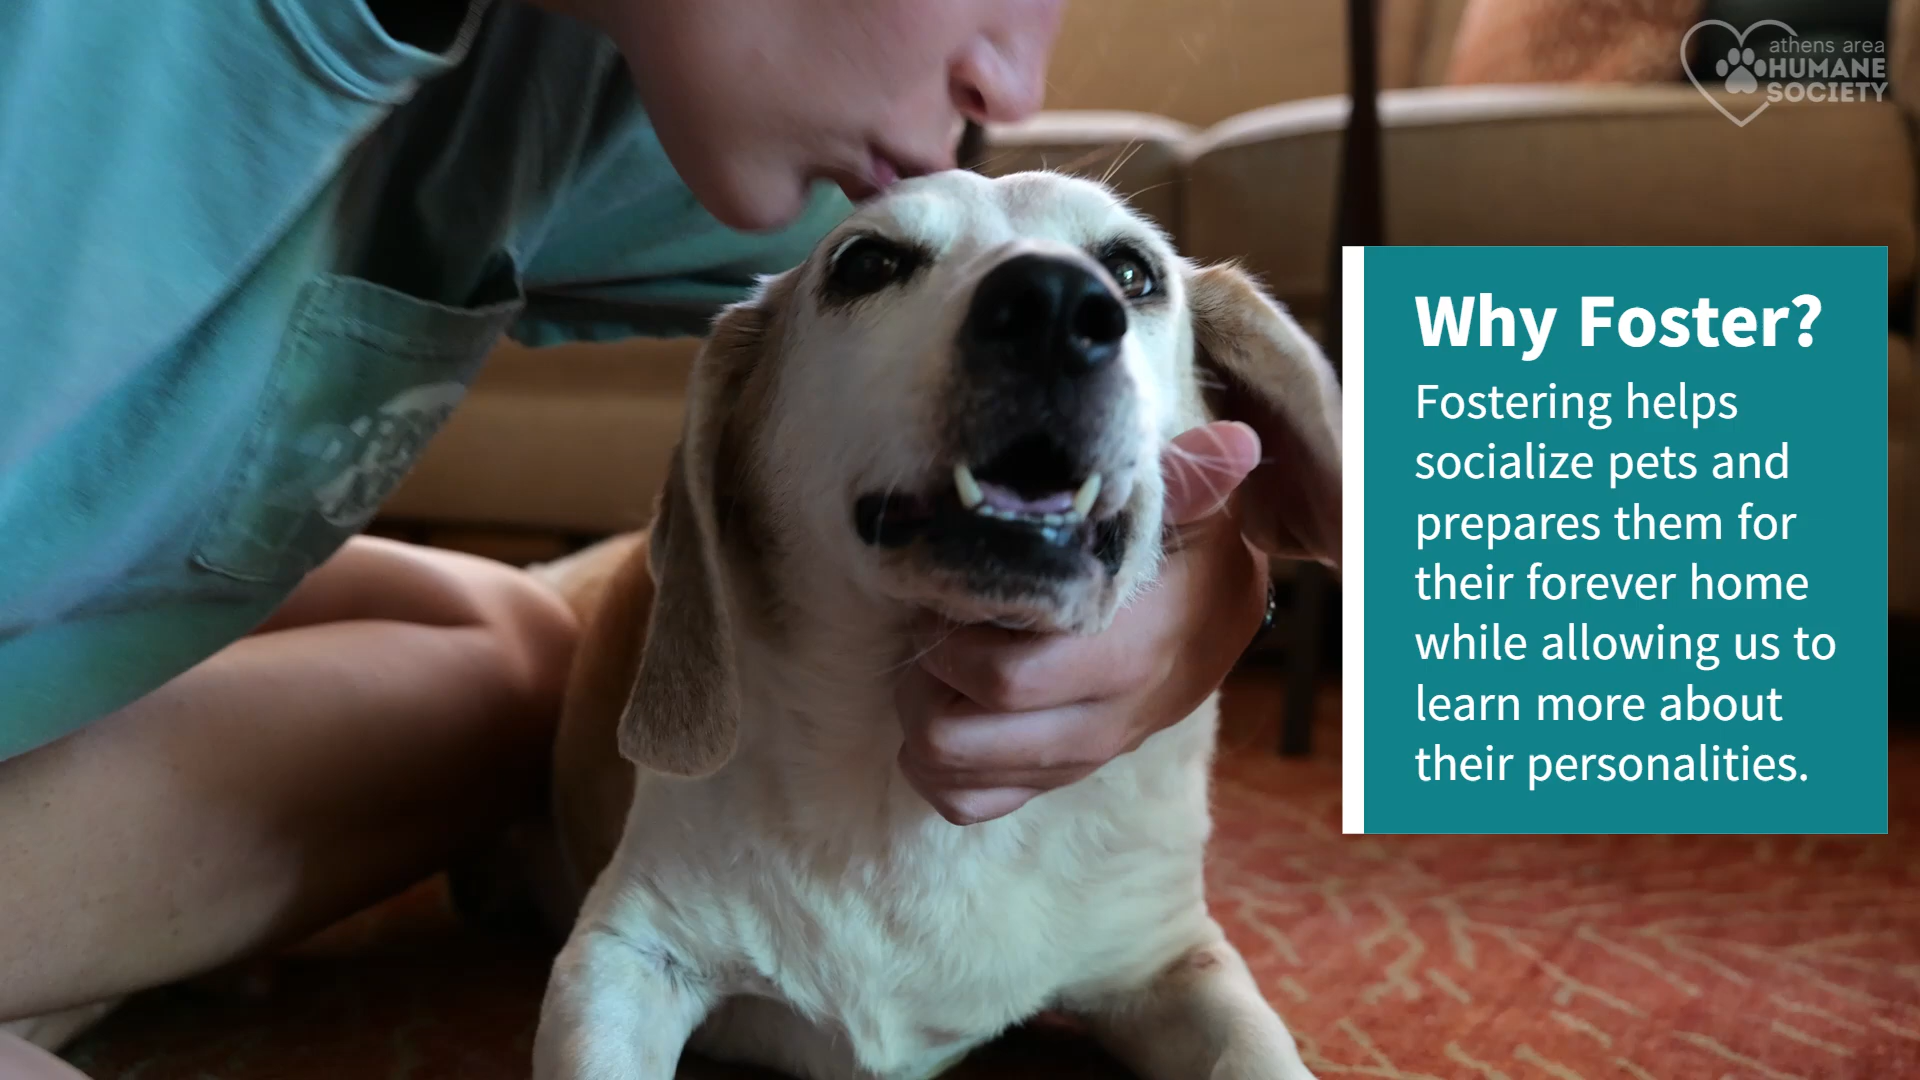 athens area
HUMANE
SOCIETY
Why Foster?
Fostering helps
socialize pets and
prepares them for
their forever home
while allowing us to
learn more about
their personalities.